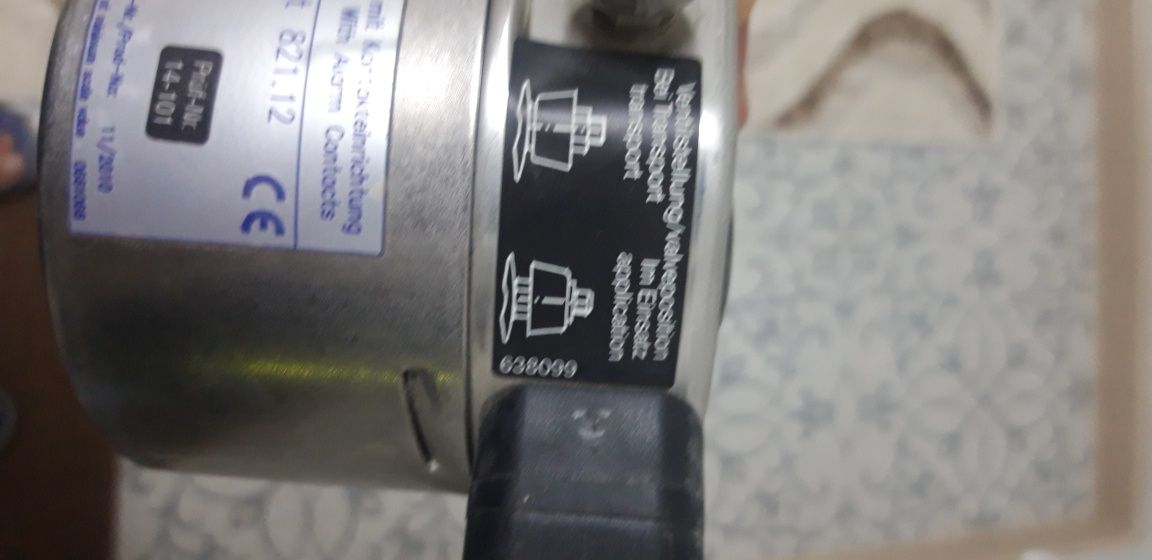 mit Kontakteinrichtung
With Alarm Contacts
821.12
CE
Prüf-Nr.
14-101
11/2010
Ventilstellung/valveposition
Bei Transport
transport
Im Einsatz
application
638099